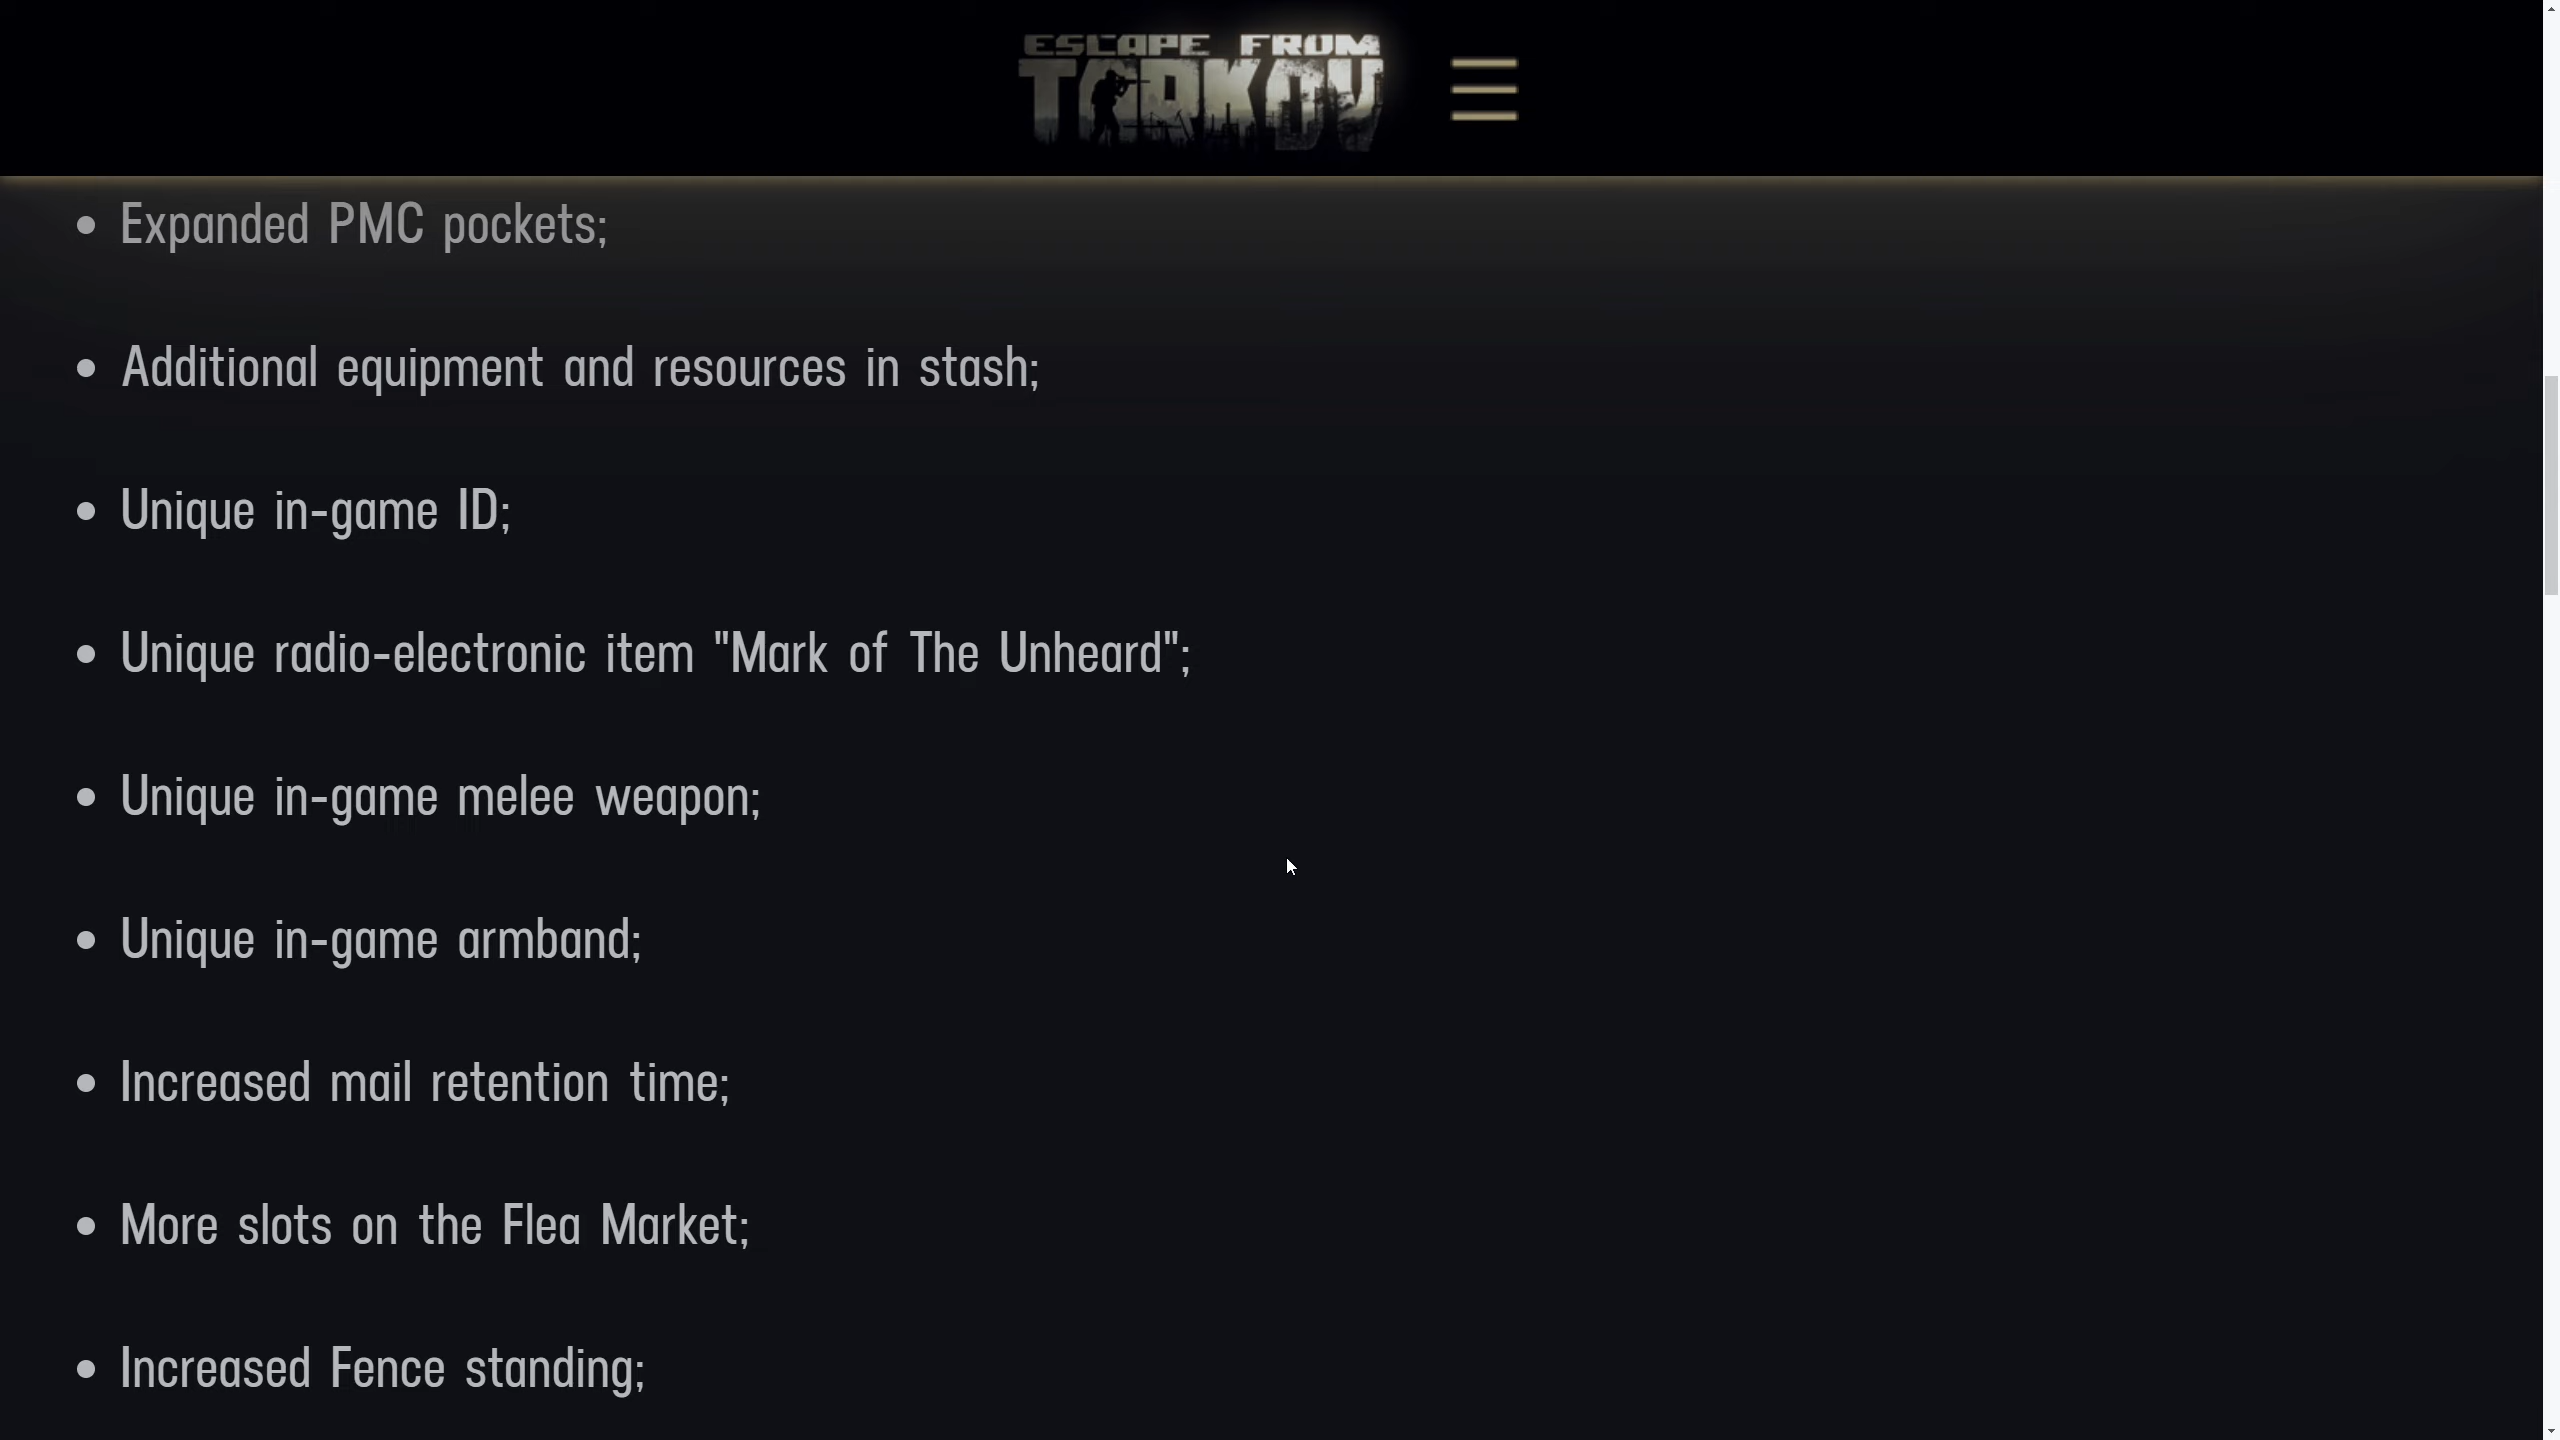 ESCAPE FROM
TARKOV
• Expanded PMC pockets;
• Additional equipment and resources in stash;
• Unique in-game ID;
• Unique radio-electronic item "Mark of The Unheard";
• Unique in-game melee weapon;
• Unique in-game armband;
• Increased mail retention time;
• More slots on the Flea Market;
• Increased Fence standing;